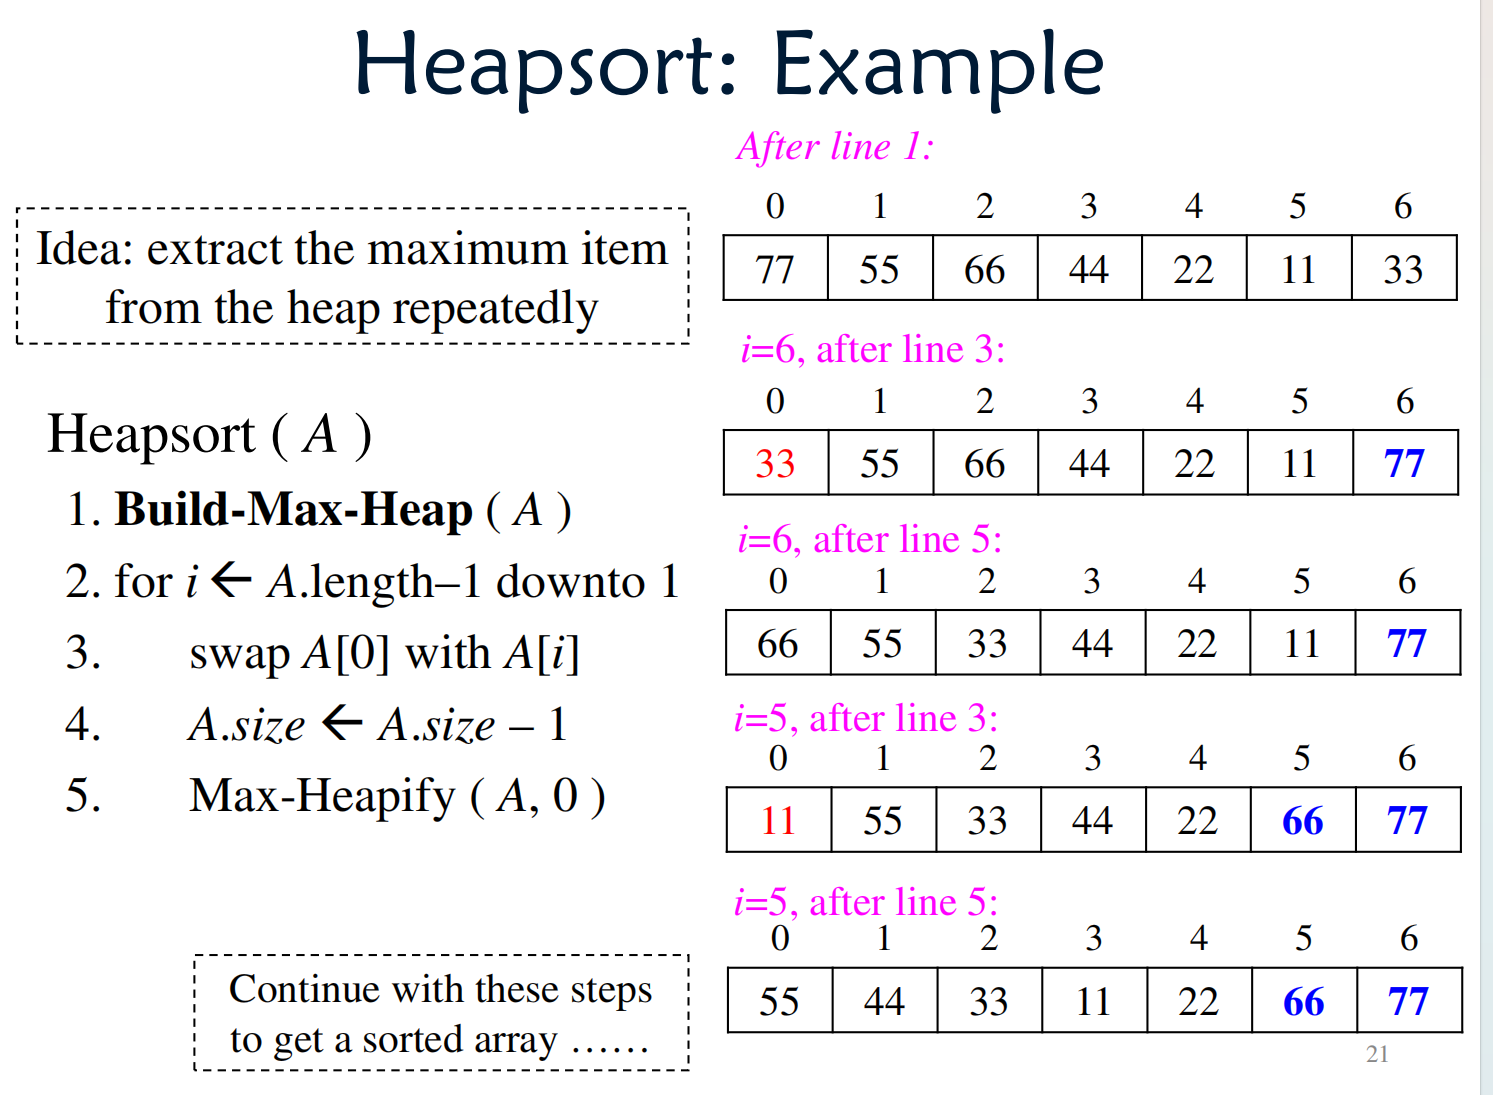 Heapsort: Example
Idea: extract the maximum item
from the heap repeatedly
Heapsort ( A )
1. Build-Max-Heap ( A )
2. for i ← A.length–1 downto 1
3. swap A[0] with A[i]
4. A.size ← A.size – 1
5. Max-Heapify ( A, 0 )
Continue with these steps
to get a sorted array ……
After line 1:
0 1 2 3 4 5 6
77 55 66 44 22 11 33
i=6, after line 3:
0 1 2 3 4 5 6
33 55 66 44 22 11 77
i=6, after line 5:
0 1 2 3 4 5 6
66 55 33 44 22 11 77
i=5, after line 3:
0 1 2 3 4 5 6
11 55 33 44 22 66 77
i=5, after line 5:
0 1 2 3 4 5 6
55 44 33 11 22 66 77
21